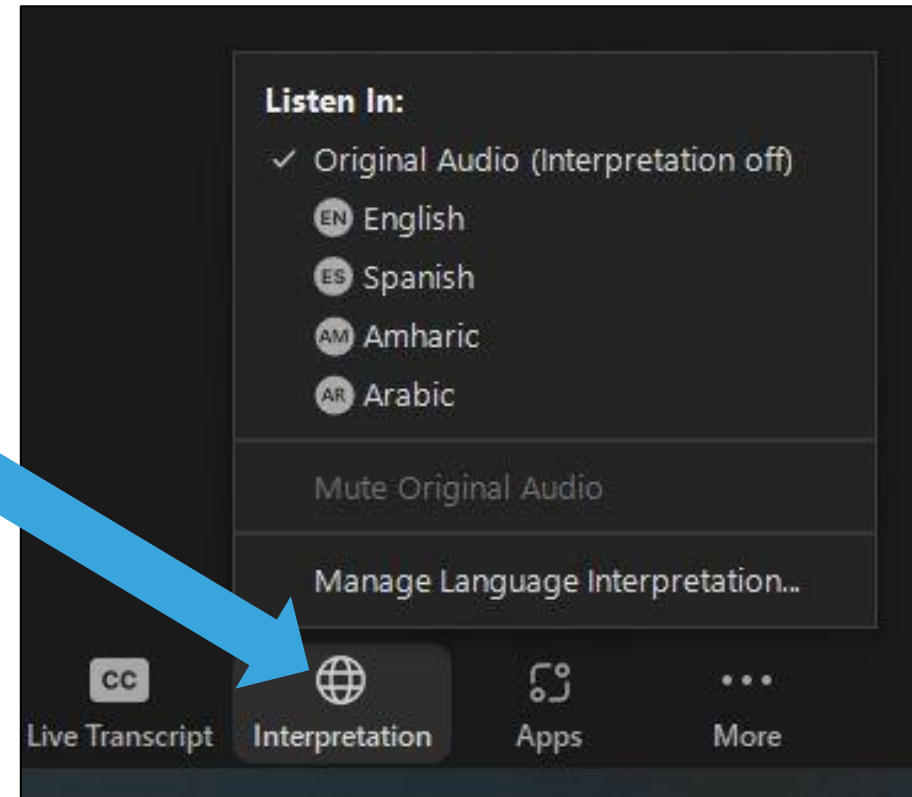 Listen In:
Original Audio (Interpretation off)
EN English
ES Spanish
AM Amharic
AR Arabic
Mute Original Audio
Manage Language Interpretation...
CC
Live Transcript Interpretation Apps More